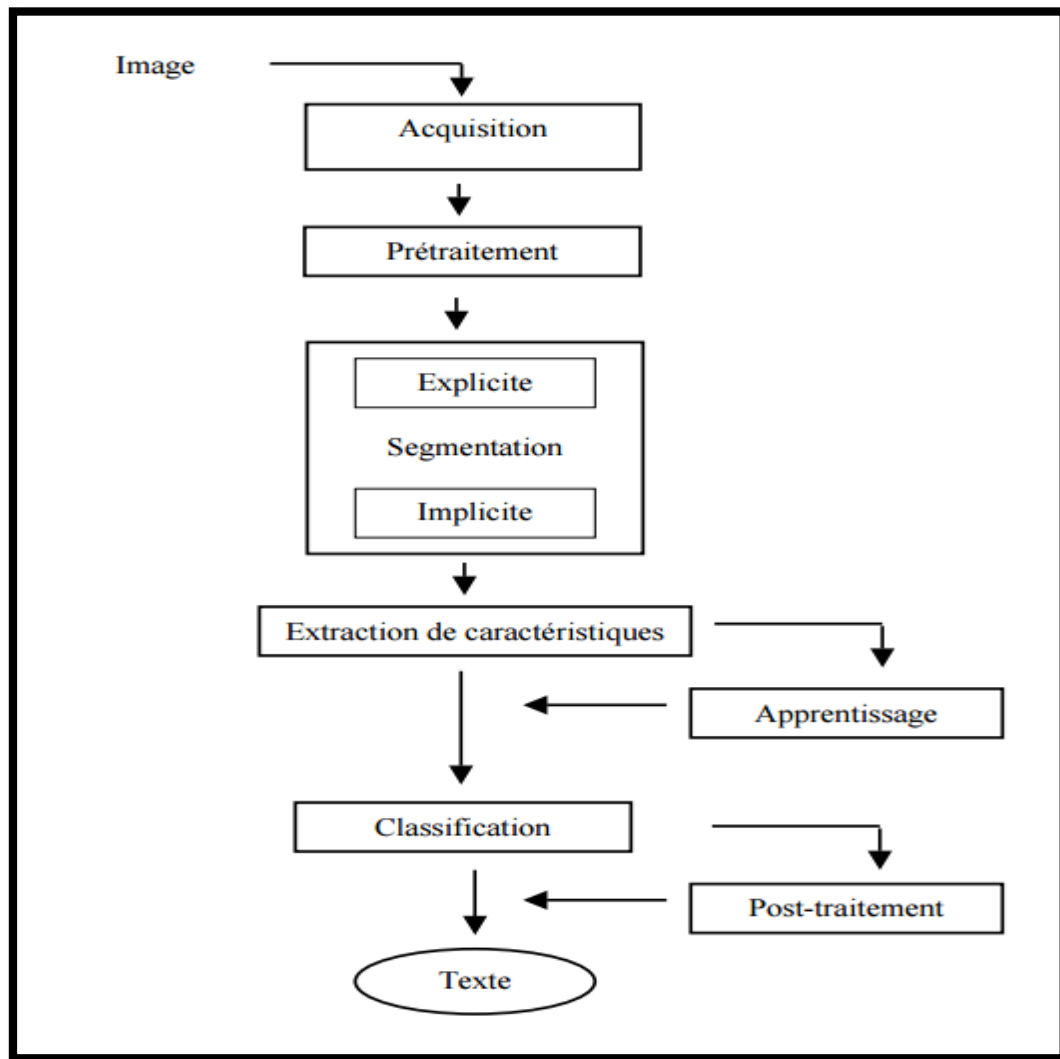 Image
Acquisition
Prétraitement
Explicite
Segmentation
Implicite
Extraction de caractéristiques
Apprentissage
Classification
Post-traitement
Texte